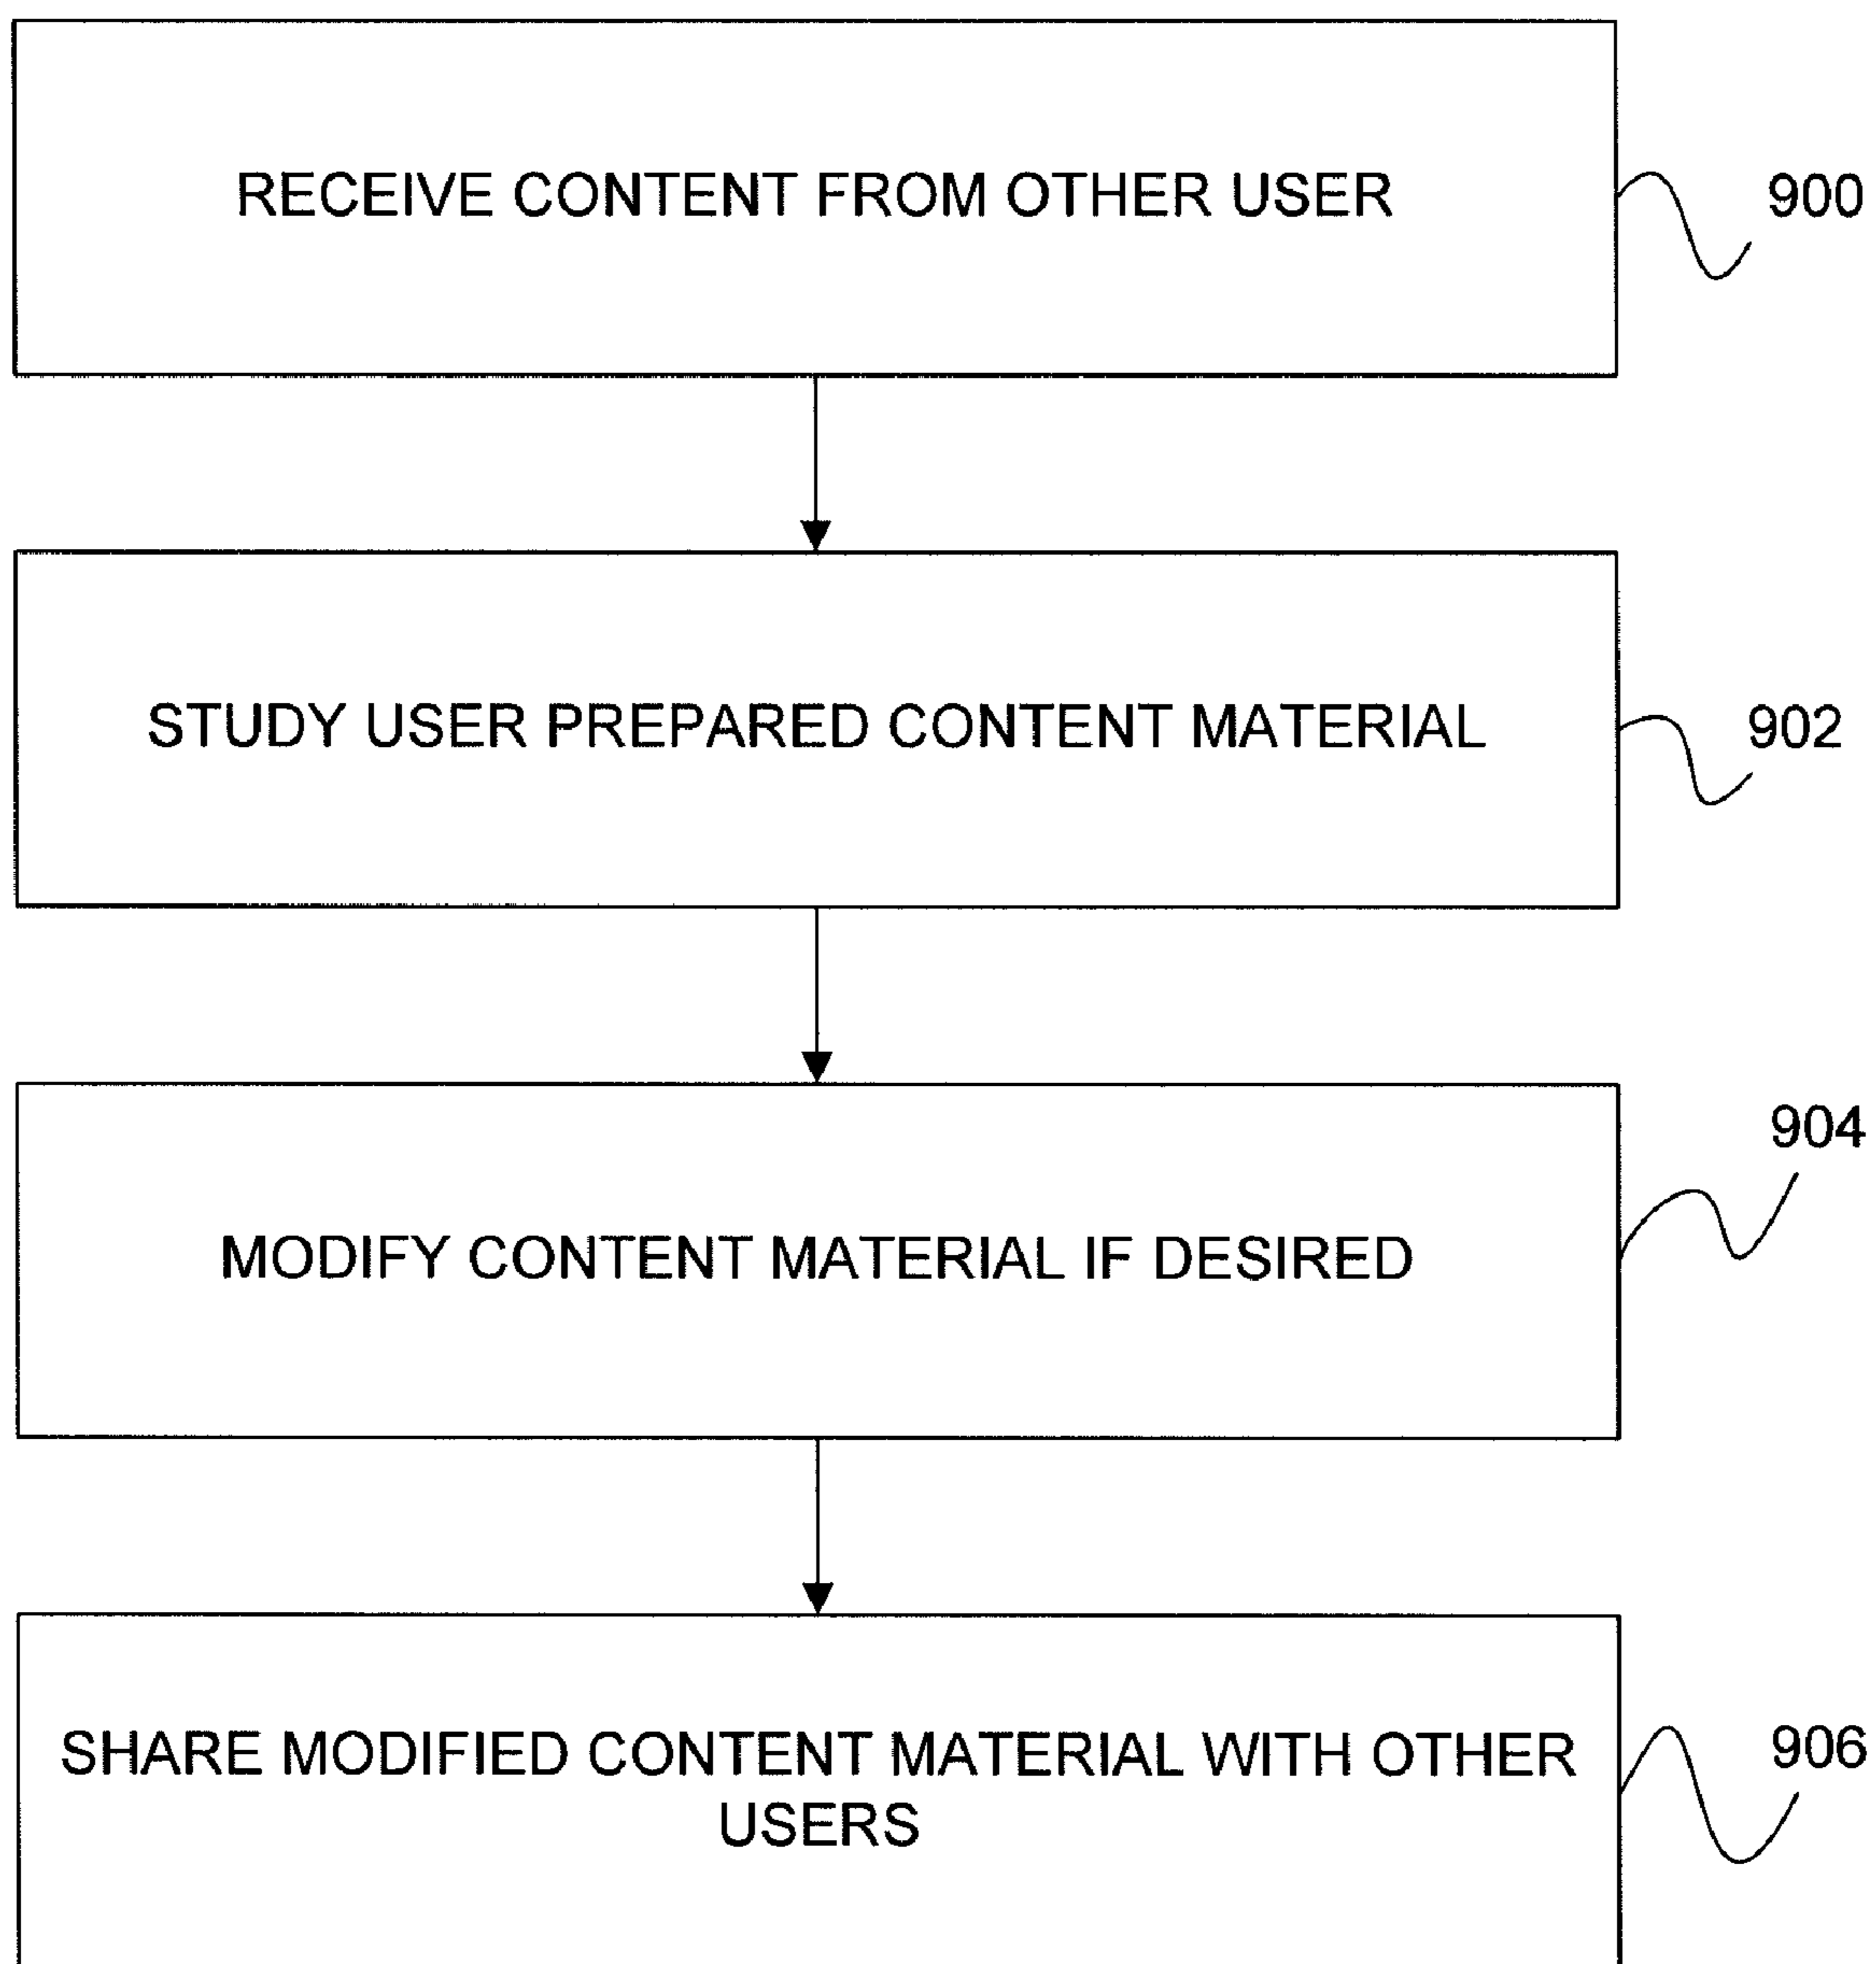 RECEIVE CONTENT FROM OTHER USER
900
STUDY USER PREPARED CONTENT MATERIAL
902
904
MODIFY CONTENT MATERIAL IF DESIRED
SHARE MODIFIED CONTENT MATERIAL WITH OTHER
USERS
906